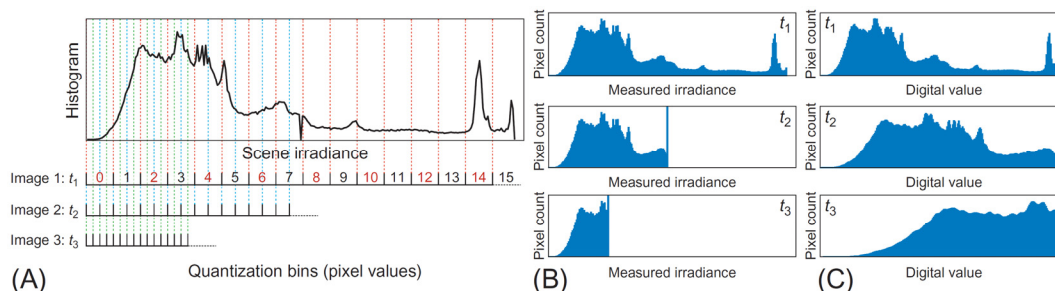 Histogram
Scene irradiance
Image 1: t1
0 1 2 3 4 5 6 7 8 9 10 11 12 13 14 15
Image 2: t2
Image 3: t3
Quantization bins (pixel values)
(A)
Pixel count
t1
Measured irradiance
Pixel count
t2
Measured irradiance
Pixel count
t3
Measured irradiance
(B)
Pixel count
t1
Digital value
Pixel count
t2
Digital value
Pixel count
t3
Digital value
(C)